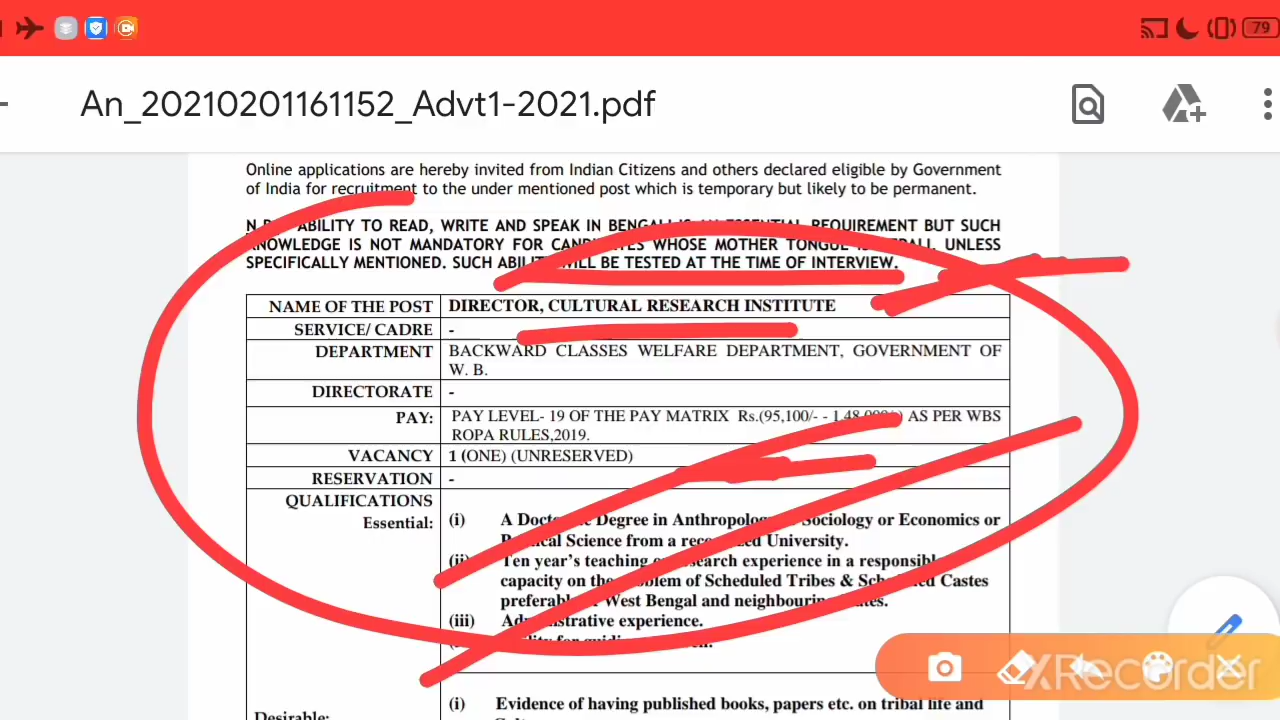 79
An_20210201161152_Advt1-2021.pdf
Online applications are hereby invited from Indian Citizens and others declared eligible by Government
of India for recruitment to the under mentioned post which is temporary but likely to be permanent.
ABILITY TO READ, WRITE AND SPEAK IN BENGALI IS AN ESSENTIAL REQUIREMENT BUT SUCH
KNOWLEDGE IS NOT MANDATORY FOR CANDIDATES WHOSE MOTHER TONGUE IS UNLESS
SPECIFICALLY MENTIONED. SUCH ABILITY WILL BE TESTED AT THE TIME OF INTERVIEW.
NAME OF THE POST DIRECTOR, CULTURAL RESEARCH INSTITUTE
SERVICE/ CADRE -
DEPARTMENT BACKWARD CLASSES WELFARE DEPARTMENT, GOVERNMENT OF
W. B.
DIRECTORATE -
PAY: PAY LEVEL- 19 OF THE PAY MATRIX Rs.(95,100/- - AS PER WBS
ROPA RULES,2019.
VACANCY 1 (ONE) (UNRESERVED)
RESERVATION -
QUALIFICATIONS
Essential: (i) A Doctorate Degree in Anthropology or Sociology or Economics or
Political Science from a recognized University.
(ii) Ten year's teaching or research experience in a responsible
capacity on the problem of Scheduled Tribes & Scheduled Castes
preferably of West Bengal and neighbouring states.
(iii) Administrative experience.
(i) Evidence of having published books, papers etc. on tribal life and
Desirable:
XRecorder